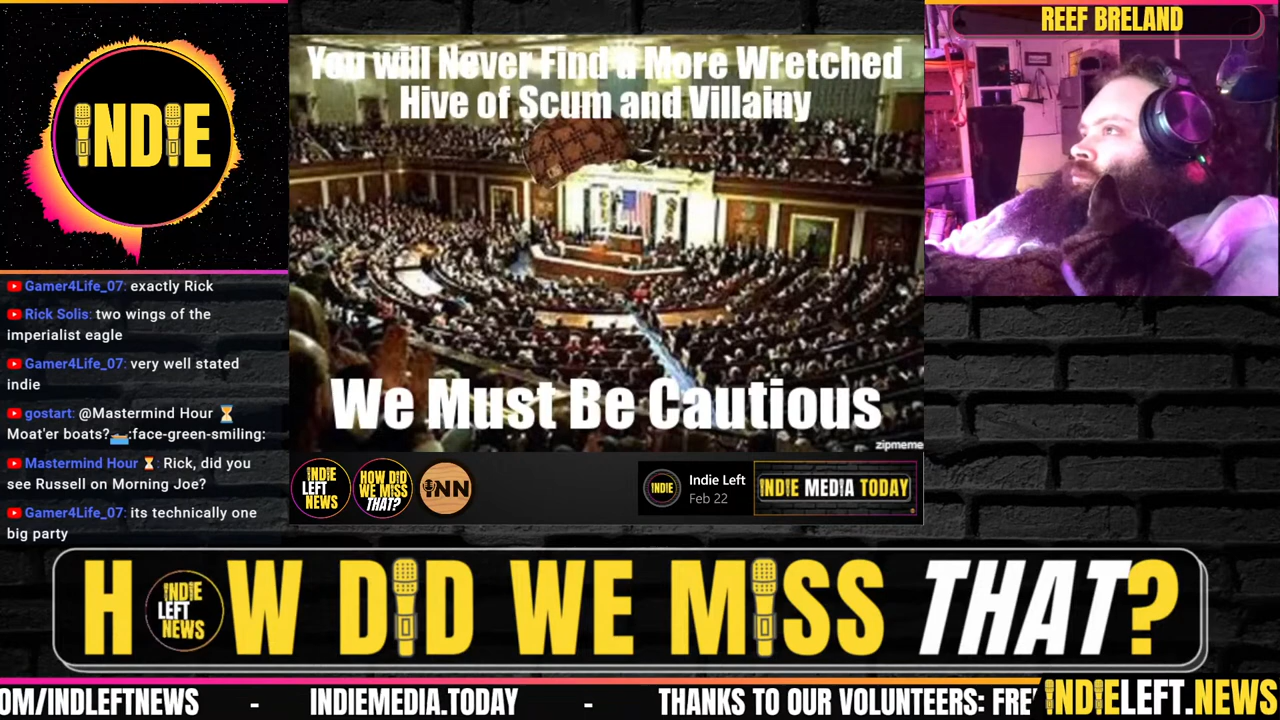 INDIE
You will Never Find a More Wretched
Hive of Scum and Villainy
We Must Be Cautious
zipmeme
REEF BRELAND
Gamer4Life_07: exactly Rick
Rick Solis: two wings of the
imperialist eagle
Gamer4Life_07: very well stated
indie
gostart: @Mastermind Hour ⏳
Moat'er boats?🚤:face-green-smiling:
Mastermind Hour ⏳: Rick, did you
see Russell on Morning Joe?
Gamer4Life_07: its technically one
big party
INDIE
LEFT
NEWS
HOW DID
WE MISS
THAT?
INN
INDIE
Indie Left
Feb 22
INDIE MEDIA TODAY
HOW DID WE MISS THAT?
INDIE
LEFT
NEWS
OM/INDLEFTNEWS - INDIEMEDIA.TODAY - THANKS TO OUR VOLUNTEERS: FRE
INDIELEFT.NEWS